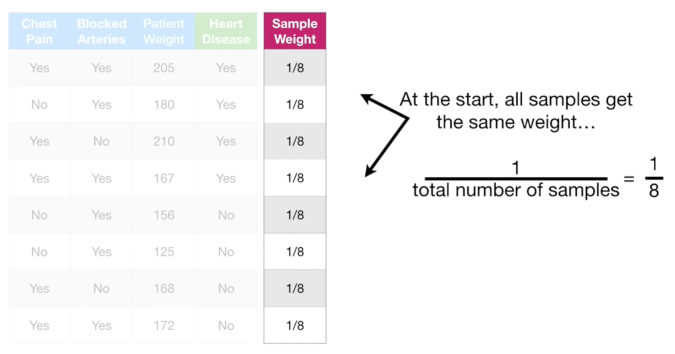 Chest Pain Blocked Arteries Patient Weight Heart Disease Sample Weight
Yes Yes 205 Yes 1/8
No Yes 180 Yes 1/8
Yes No 210 Yes 1/8
Yes Yes 167 Yes 1/8
No Yes 156 No 1/8
No Yes 125 No 1/8
Yes No 168 No 1/8
Yes Yes 172 No 1/8
At the start, all samples get
the same weight…
1
total number of samples
=
1
8